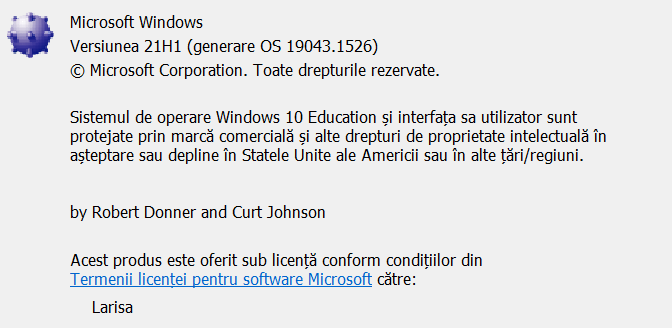 Microsoft Windows
Versiunea 21H1 (generare OS 19043.1526)
© Microsoft Corporation. Toate drepturile rezervate.
Sistemul de operare Windows 10 Education și interfața sa utilizator sunt
protejate prin marcă comercială și alte drepturi de proprietate intelectuală în
așteptare sau depline în Statele Unite ale Americii sau în alte țări/regiuni.
by Robert Donner and Curt Johnson
Acest produs este oferit sub licență conform condițiilor din
Termenii licenței pentru software Microsoft către:
Larisa